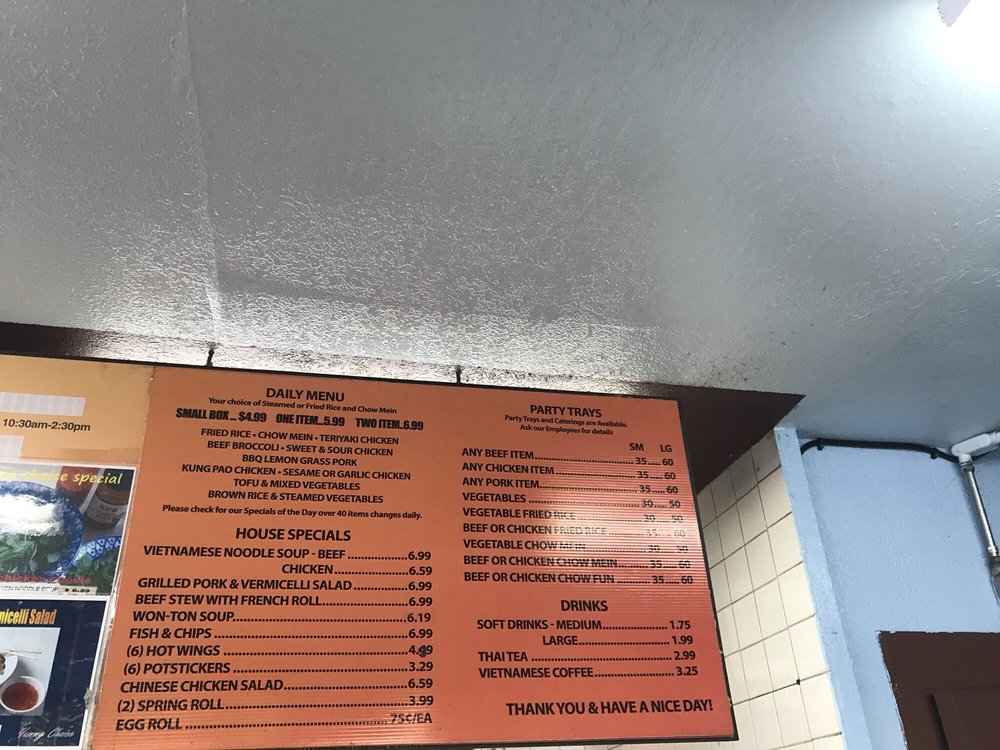 10:30am-2:30pm
special
Salad
Yummy Choice
DAILY MENU
Your choice of Steamed or Fried Rice and Chow Mein
SMALL BOX ... $4.99 ONE ITEM...5.99 TWO ITEM..6.99
FRIED RICE • CHOW MEIN • TERIYAKI CHICKEN
BEEF BROCCOLI • SWEET & SOUR CHICKEN
BBQ LEMON GRASS PORK
KUNG PAO CHICKEN • SESAME OR GARLIC CHICKEN
TOFU & MIXED VEGETABLES
BROWN RICE & STEAMED VEGETABLES
Please check for our Specials of the Day over 40 items changes daily.
HOUSE SPECIALS
VIETNAMESE NOODLE SOUP - BEEF ..................6.99
CHICKEN ......................6.59
GRILLED PORK & VERMICELLI SALAD .................6.99
BEEF STEW WITH FRENCH ROLL.........................6.99
WON-TON SOUP....................................................6.19
FISH & CHIPS ..........................................................6.99
(6) HOT WINGS ......................................................4.99
(6) POTSTICKERS ...................................................3.29
CHINESE CHICKEN SALAD.....................................6.59
(2) SPRING ROLL.....................................................3.99
EGG ROLL ......................................................75¢/EA
PARTY TRAYS
Party Trays and Caterings are Available.
Ask our Employees for details
SM LG
ANY BEEF ITEM............................35 ..... 60
ANY CHICKEN ITEM .......................35 ..... 60
ANY PORK ITEM............................35 ..... 60
VEGETABLES ...............................30 ..... 50
VEGETABLE FRIED RICE ...................30 ..... 50
BEEF OR CHICKEN FRIED RICE ..........35..... 60
VEGETABLE CHOW MEIN ..................30 ..... 50
BEEF OR CHICKEN CHOW MEIN .........35 ..... 60
BEEF OR CHICKEN CHOW FUN ..........35 ..... 60
DRINKS
SOFT DRINKS - MEDIUM......................1.75
LARGE..............................1.99
THAI TEA .......................................2.99
VIETNAMESE COFFEE.........................3.25
THANK YOU & HAVE A NICE DAY!